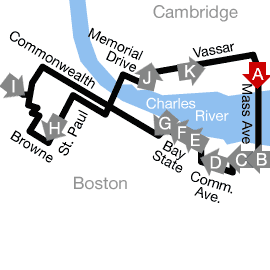 Cambridge
Commonwealth
Memorial
Drive
Vassar
A
K
J
I
Charles
River
Mass Ave
G
F
E
H
St. Paul
Browne
Bay
State
D
C
B
Comm.
Ave.
Boston